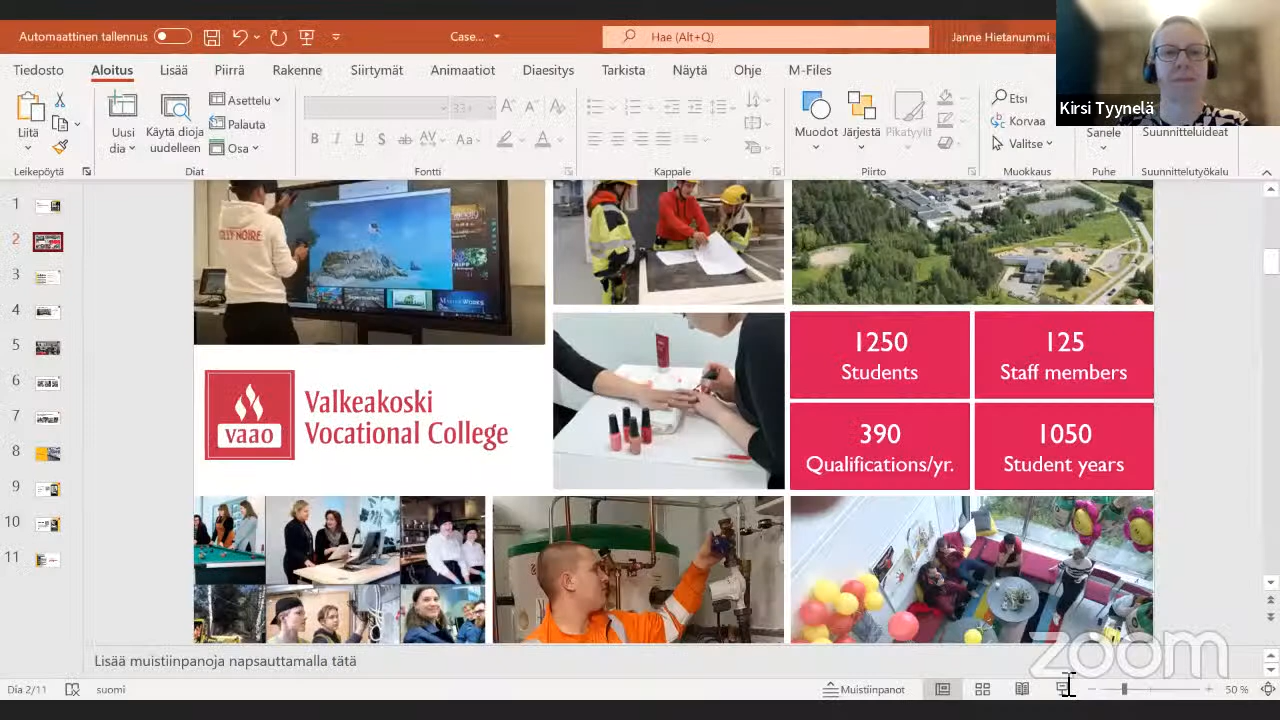 Automaattinen tallennus
Case...
Hae (Alt+Q)
Janne Hietanummi
Kirsi Tyynelä
Tiedosto
Aloitus
Lisää
Piirrä
Rakenne
Siirtymät
Animaatiot
Diaesitys
Tarkista
Näytä
Ohje
M-Files
Liitä
Uusi dia
Käytä dioja uudelleen
Asettelu
Palauta
Osa
B I U S ab AV Aa A
Muodot
Järjestä
Pikatyylit
Etsi
Korvaa
Valitse
Sanele
Suunnitteluideat
Leikepöytä
Diat
Fontti
Kappale
Piirto
Muokkaus
Puhe
Suunnittelutyökalu
1
2
3
4
5
6
7
8
9
10
11
1250
Students
125
Staff members
390
Qualifications/yr.
1050
Student years
vaao
Valkeakoski
Vocational College
Lisää muistiinpanoja napsauttamalla tätä
zoom
Dia 2/11
suomi
Muistiinpanot
50 %